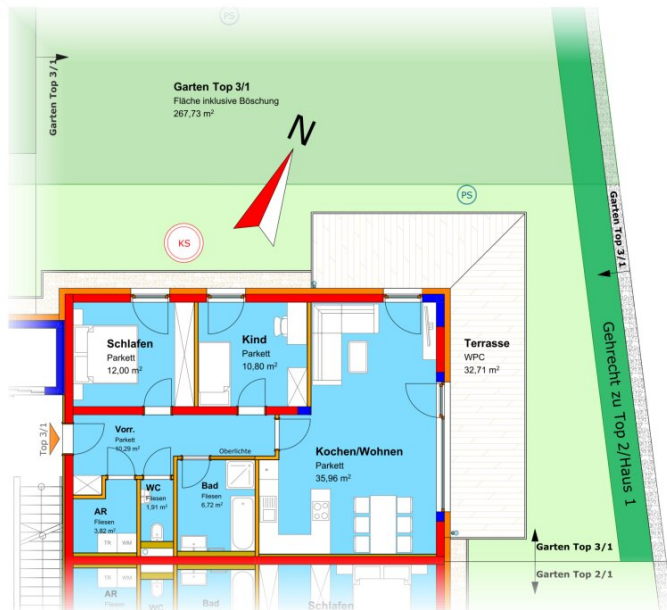 PS
Garten Top 3/1
Garten Top 3/1
Fläche inklusive Böschung
267,73 m²
N
PS
Garten Top 3/1
KS
Schlafen
Parkett
12,00 m²
Kind
Parkett
10,80 m²
Terrasse
WPC
32,71 m²
Gehrecht zu Top 2/Haus 1
Top 3/1
Vorr.
Parkett
10,29 m²
Oberlichte
Kochen/Wohnen
Parkett
35,96 m²
WC
Fliesen
1,91 m²
Bad
Fliesen
6,72 m²
AR
Fliesen
3,82 m²
TR
WM
Garten Top 3/1
Garten Top 2/1
TR
WM
AR
WC
Bad
Schlafen